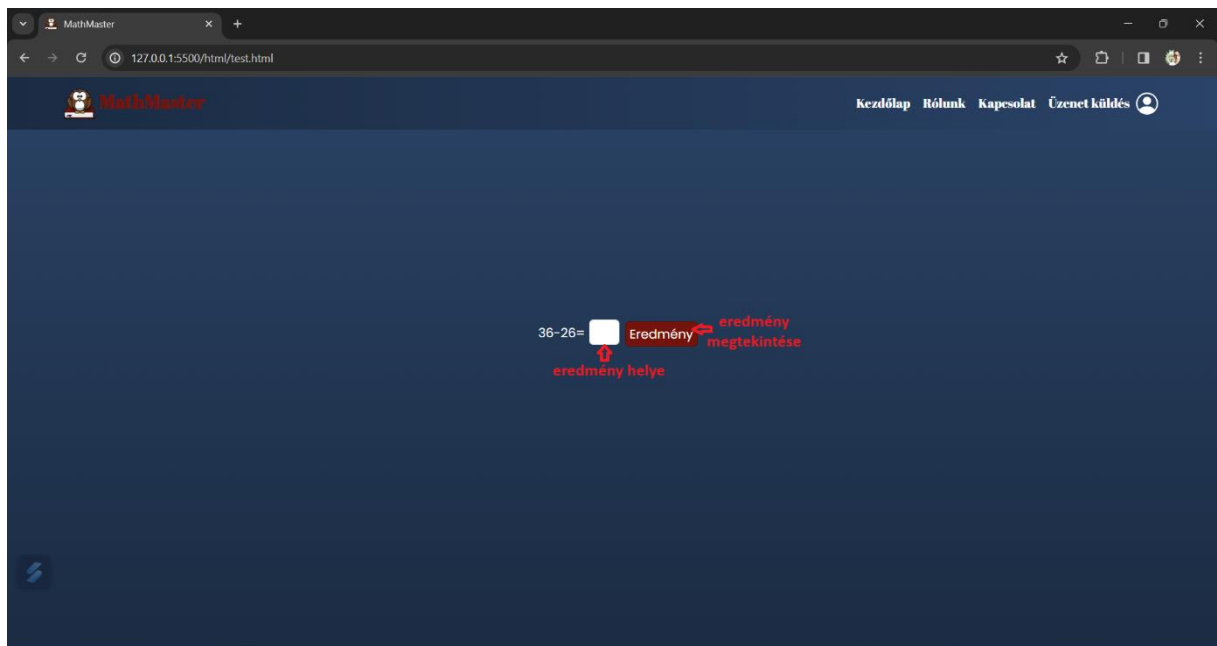 MathMaster
127.0.0.1:5500/html/test.html
MathMaster
Kezdőlap Rólunk Kapcsolat Üzenet küldés
36-26= Eredmény
eredmény
megtekintése
eredmény helye